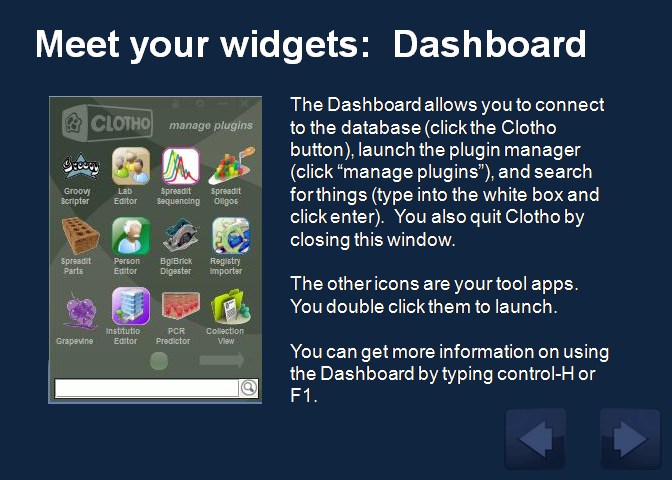 Meet your widgets:  Dashboard
CLOTHO
manage plugins
Groovy Scripter
Lab Editor
Spreadit Sequencing
Spreadit Oligos
Spreadit Parts
Person Editor
BglBrick Digester
Registry Importer
Grapevine
Institutio Editor
PCR Predictor
Collection View
The Dashboard allows you to connect
to the database (click the Clotho
button), launch the plugin manager
(click “manage plugins”), and search
for things (type into the white box and
click enter).  You also quit Clotho by
closing this window.
The other icons are your tool apps.
You double click them to launch.
You can get more information on using
the Dashboard by typing control-H or
F1.